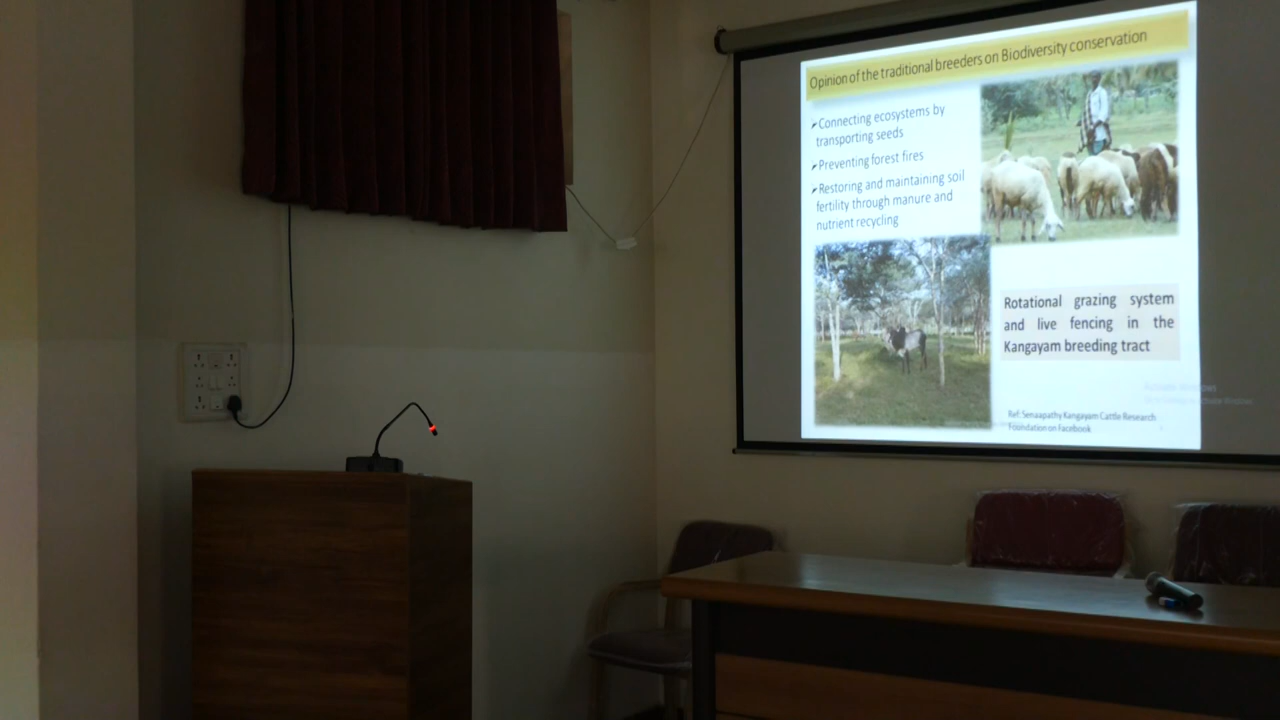 Opinion of the traditional breeders on Biodiversity conservation
➢Connecting ecosystems by
transporting seeds
➢Preventing forest fires
➢Restoring and maintaining soil
fertility through manure and
nutrient recycling
Rotational grazing system
and live fencing in the
Kangayam breeding tract
Ref: Senaapathy Kangayam Cattle Research
Foundation on Facebook